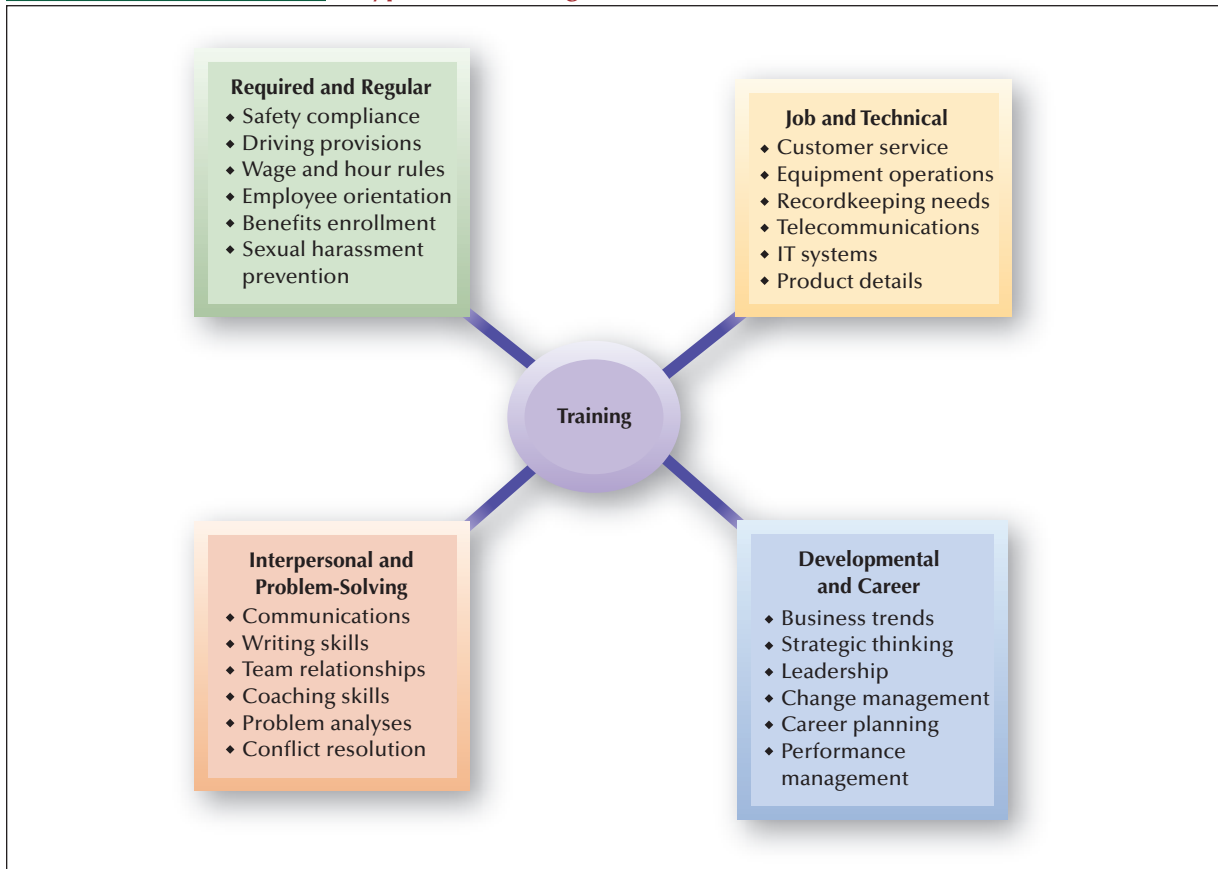 Required and Regular
◆ Safety compliance
◆ Driving provisions
◆ Wage and hour rules
◆ Employee orientation
◆ Benefits enrollment
◆ Sexual harassment
prevention
Job and Technical
◆ Customer service
◆ Equipment operations
◆ Recordkeeping needs
◆ Telecommunications
◆ IT systems
◆ Product details
Training
Interpersonal and
Problem-Solving
◆ Communications
◆ Writing skills
◆ Team relationships
◆ Coaching skills
◆ Problem analyses
◆ Conflict resolution
Developmental
and Career
◆ Business trends
◆ Strategic thinking
◆ Leadership
◆ Change management
◆ Career planning
◆ Performance
management